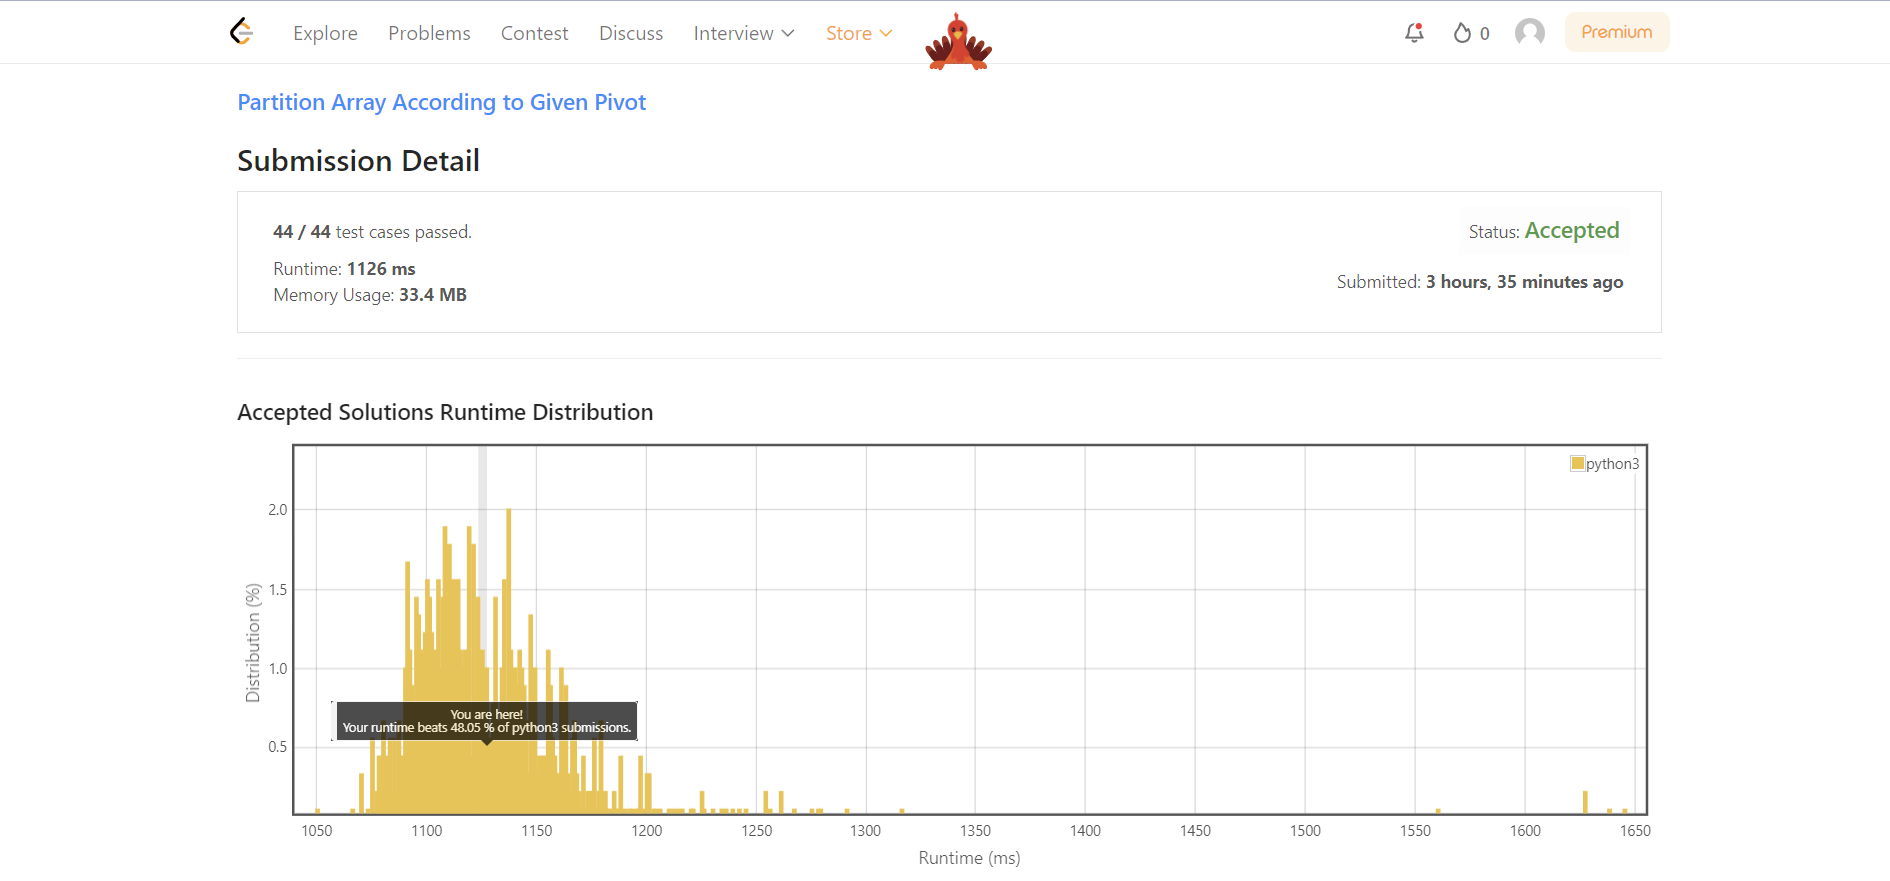 Explore Problems Contest Discuss Interview Store 0 Premium
Partition Array According to Given Pivot
Submission Detail
44 / 44 test cases passed.
Status: Accepted
Runtime: 1126 ms
Memory Usage: 33.4 MB
Submitted: 3 hours, 35 minutes ago
Accepted Solutions Runtime Distribution
python3
2.0
1.5
1.0
0.5
Distribution (%)
You are here!
Your runtime beats 48.05 % of python3 submissions.
1050 1100 1150 1200 1250 1300 1350 1400 1450 1500 1550 1600 1650
Runtime (ms)